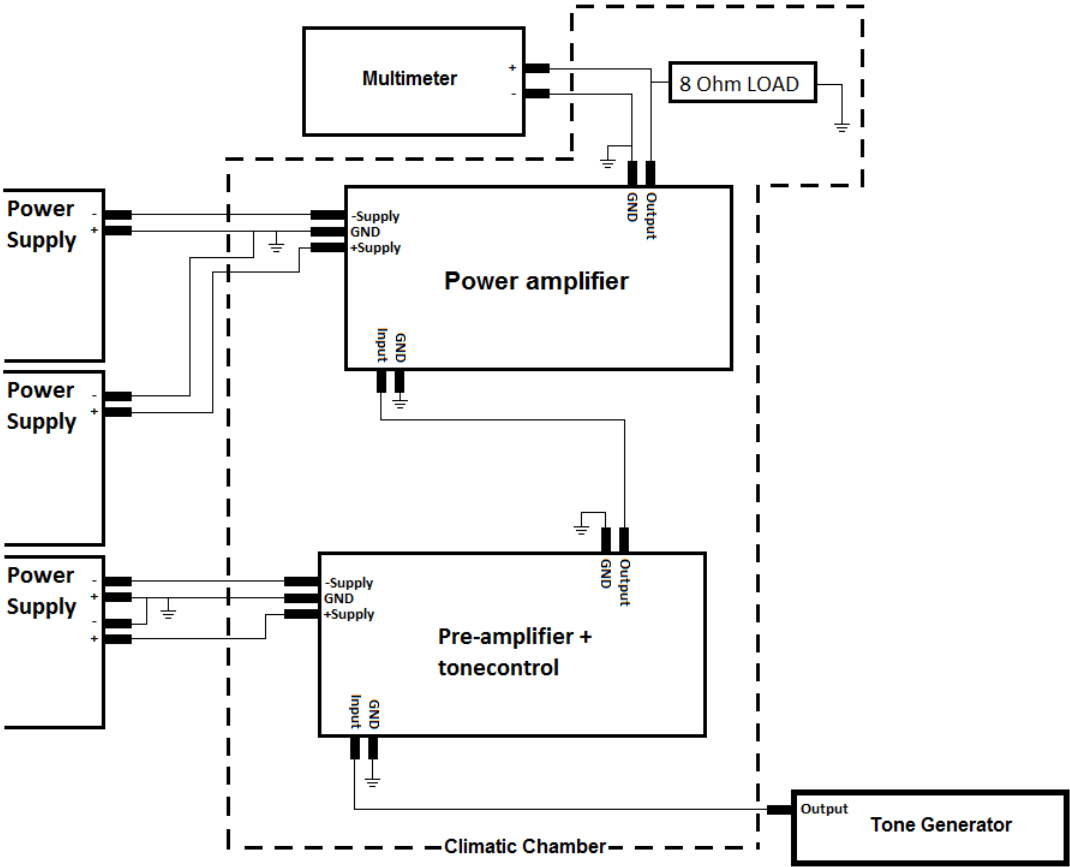 Multimeter
+
-
8 Ohm LOAD
Power
Supply
-
+
-Supply
GND
+Supply
GND
Output
Power amplifier
Input
GND
Power
Supply
-
+
Power
Supply
-
+
-
+
-Supply
GND
+Supply
GND
Output
Pre-amplifier +
tonecontrol
Input
GND
Output
Tone Generator
Climatic Chamber